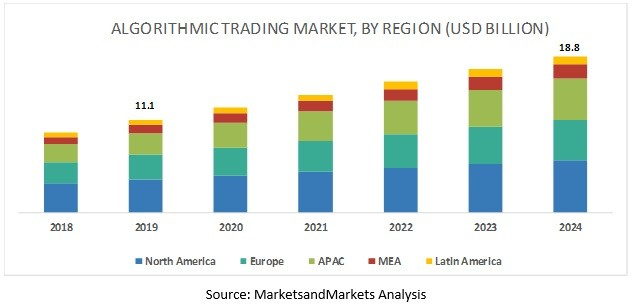 ALGORITHMIC TRADING MARKET, BY REGION (USD BILLION)
18.8
11.1
2018 2019 2020 2021 2022 2023 2024
North America Europe APAC MEA Latin America
Source: MarketsandMarkets Analysis